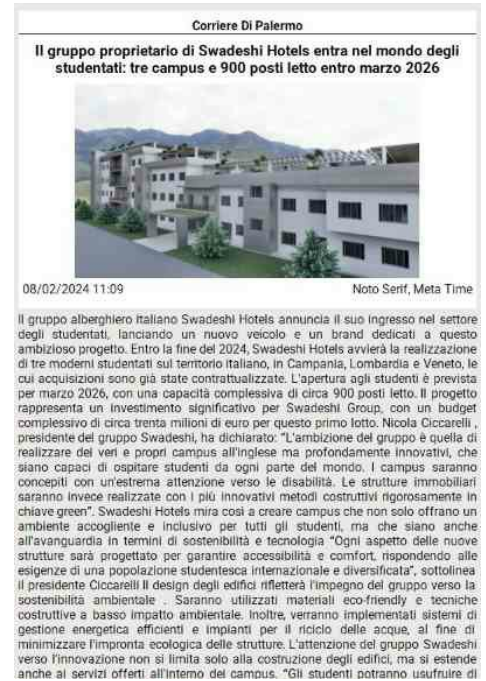 Corriere Di Palermo
Il gruppo proprietario di Swadeshi Hotels entra nel mondo degli
studentati: tre campus e 900 posti letto entro marzo 2026
08/02/2024 11:09 Noto Serif, Meta Time
Il gruppo alberghiero italiano Swadeshi Hotels annuncia il suo ingresso nel settore
degli studentati, lanciando un nuovo veicolo e un brand dedicati a questo
ambizioso progetto. Entro la fine del 2024, Swadeshi Hotels avvierà la realizzazione
di tre moderni studentati sul territorio italiano, in Campania, Lombardia e Veneto, le
cui acquisizioni sono già state contrattualizzate. L'apertura agli studenti è prevista
per marzo 2026, con una capacità complessiva di circa 900 posti letto. Il progetto
rappresenta un investimento significativo per Swadeshi Group, con un budget
complessivo di circa trenta milioni di euro per questo primo lotto. Nicola Ciccarelli ,
presidente del gruppo Swadeshi, ha dichiarato: "L'ambizione del gruppo è quella di
realizzare dei veri e propri campus all'inglese ma profondamente innovativi, che
siano capaci di ospitare studenti da ogni parte del mondo. I campus saranno
concepiti con un'estrema attenzione verso le disabilità. Le strutture immobiliari
saranno invece realizzate con i più innovativi metodi costruttivi rigorosamente in
chiave green". Swadeshi Hotels mira così a creare campus che non solo offrano un
ambiente accogliente e inclusivo per tutti gli studenti, ma che siano anche
all'avanguardia in termini di sostenibilità e tecnologia "Ogni aspetto delle nuove
strutture sarà progettato per garantire accessibilità e comfort, rispondendo alle
esigenze di una popolazione studentesca internazionale e diversificata", sottolinea
il presidente Ciccarelli Il design degli edifici rifletterà l'impegno del gruppo verso la
sostenibilità ambientale . Saranno utilizzati materiali eco-friendly e tecniche
costruttive a basso impatto ambientale. Inoltre, verranno implementati sistemi di
gestione energetica efficienti e impianti per il riciclo delle acque, al fine di
minimizzare l'impronta ecologica delle strutture. L'attenzione del gruppo Swadeshi
verso l'innovazione non si limita solo alla costruzione degli edifici, ma si estende
anche ai servizi offerti all'interno del campus. "Gli studenti potranno usufruire di